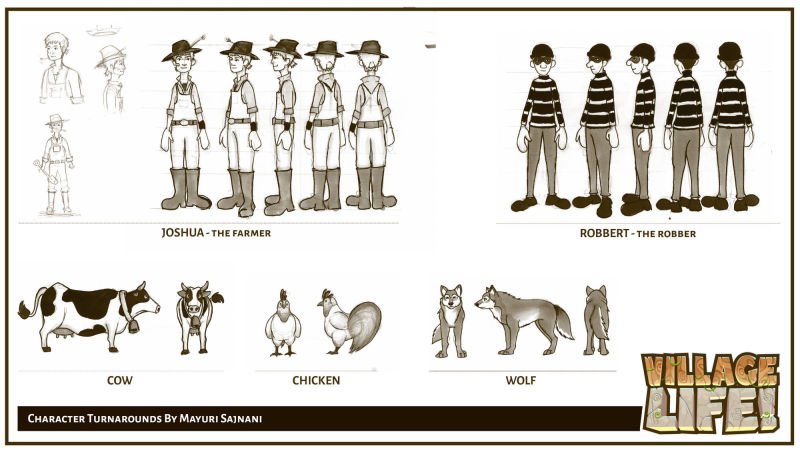 JOSHUA - THE FARMER
ROBBERT - THE ROBBER
COW
CHICKEN
WOLF
VILLAGE
LIFE!
CHARACTER TURNAROUNDS BY MAYURI SAJNANI